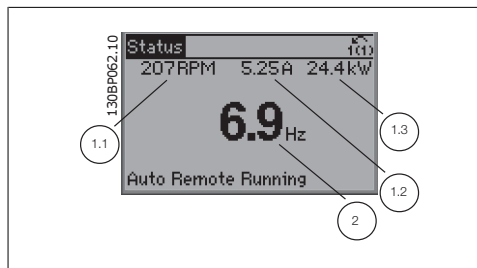 130BP062.10
Status
1(1)
207RPM 5.25A 24.4kW
6.9Hz
Auto Remote Running
1.1
1.3
1.2
2